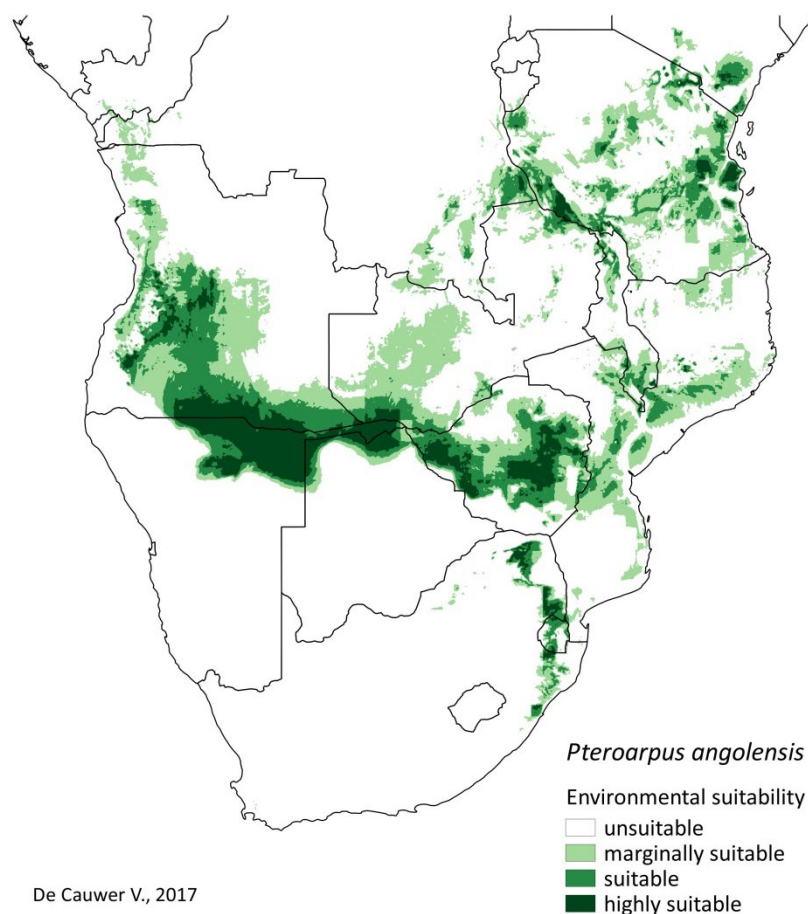 Pteroarpus angolensis
Environmental suitability
unsuitable
marginally suitable
suitable
highly suitable
De Cauwer V., 2017